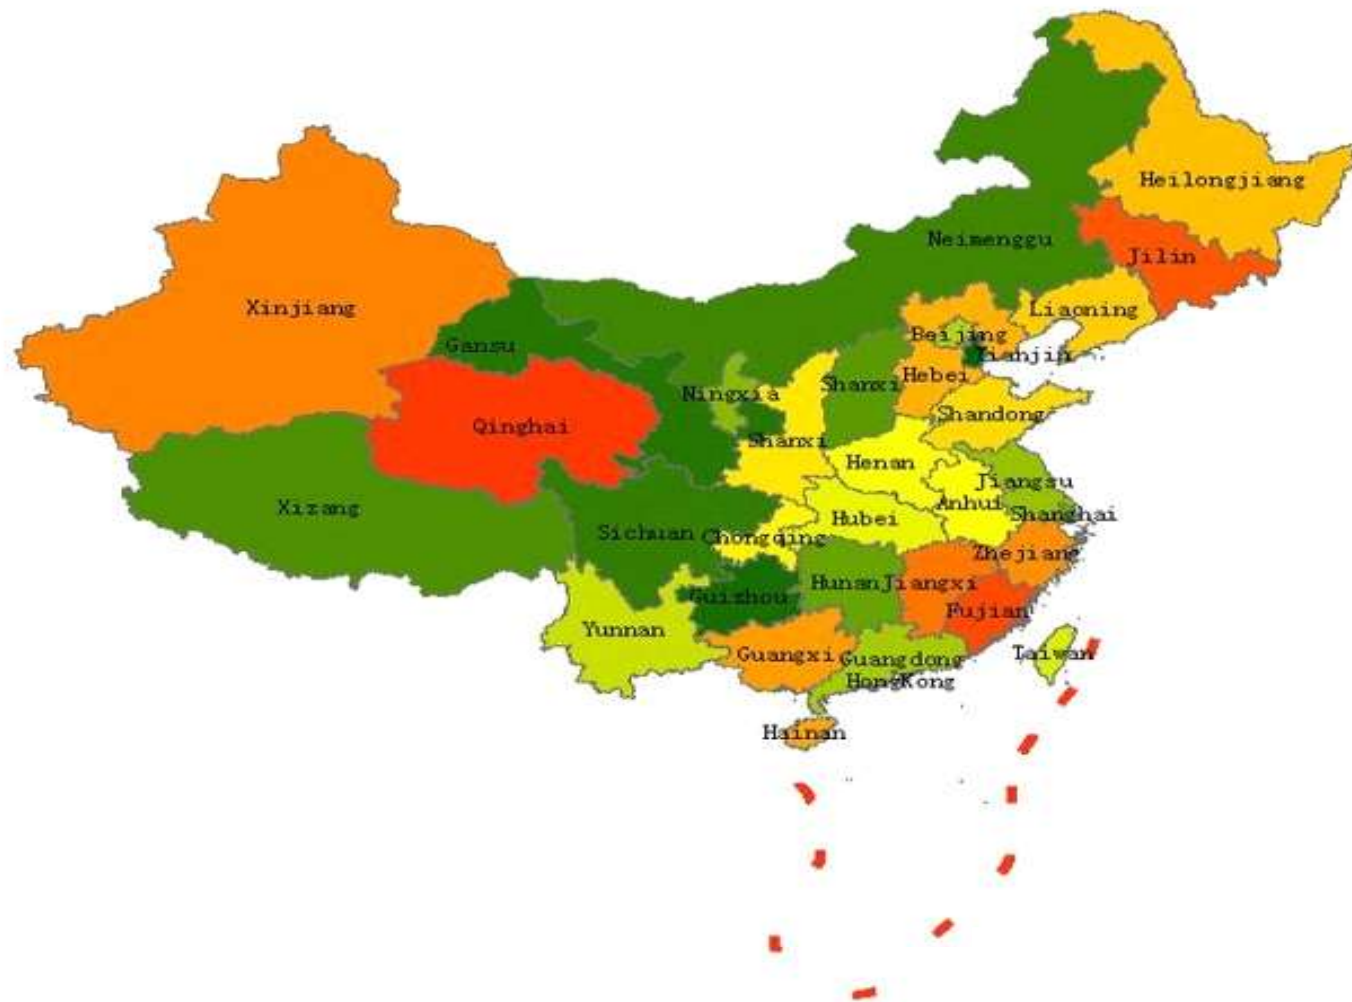 Heilongjiang
Neimenggu
Jilin
Xinjiang
Liaoning
Beijing
Gansu
Tianjin
Hebei
Shanxi
Ningxia
Shandong
Qinghai
Shanxi
Henan
Jiangsu
Anhui
Xizang
Shanghai
Hubei
Sichuan
Chongqing
Zhejiang
Hunan
Jiangxi
Guizhou
Fujian
Yunnan
Guangxi
Guangdong
Taiwan
HongKong
Hainan